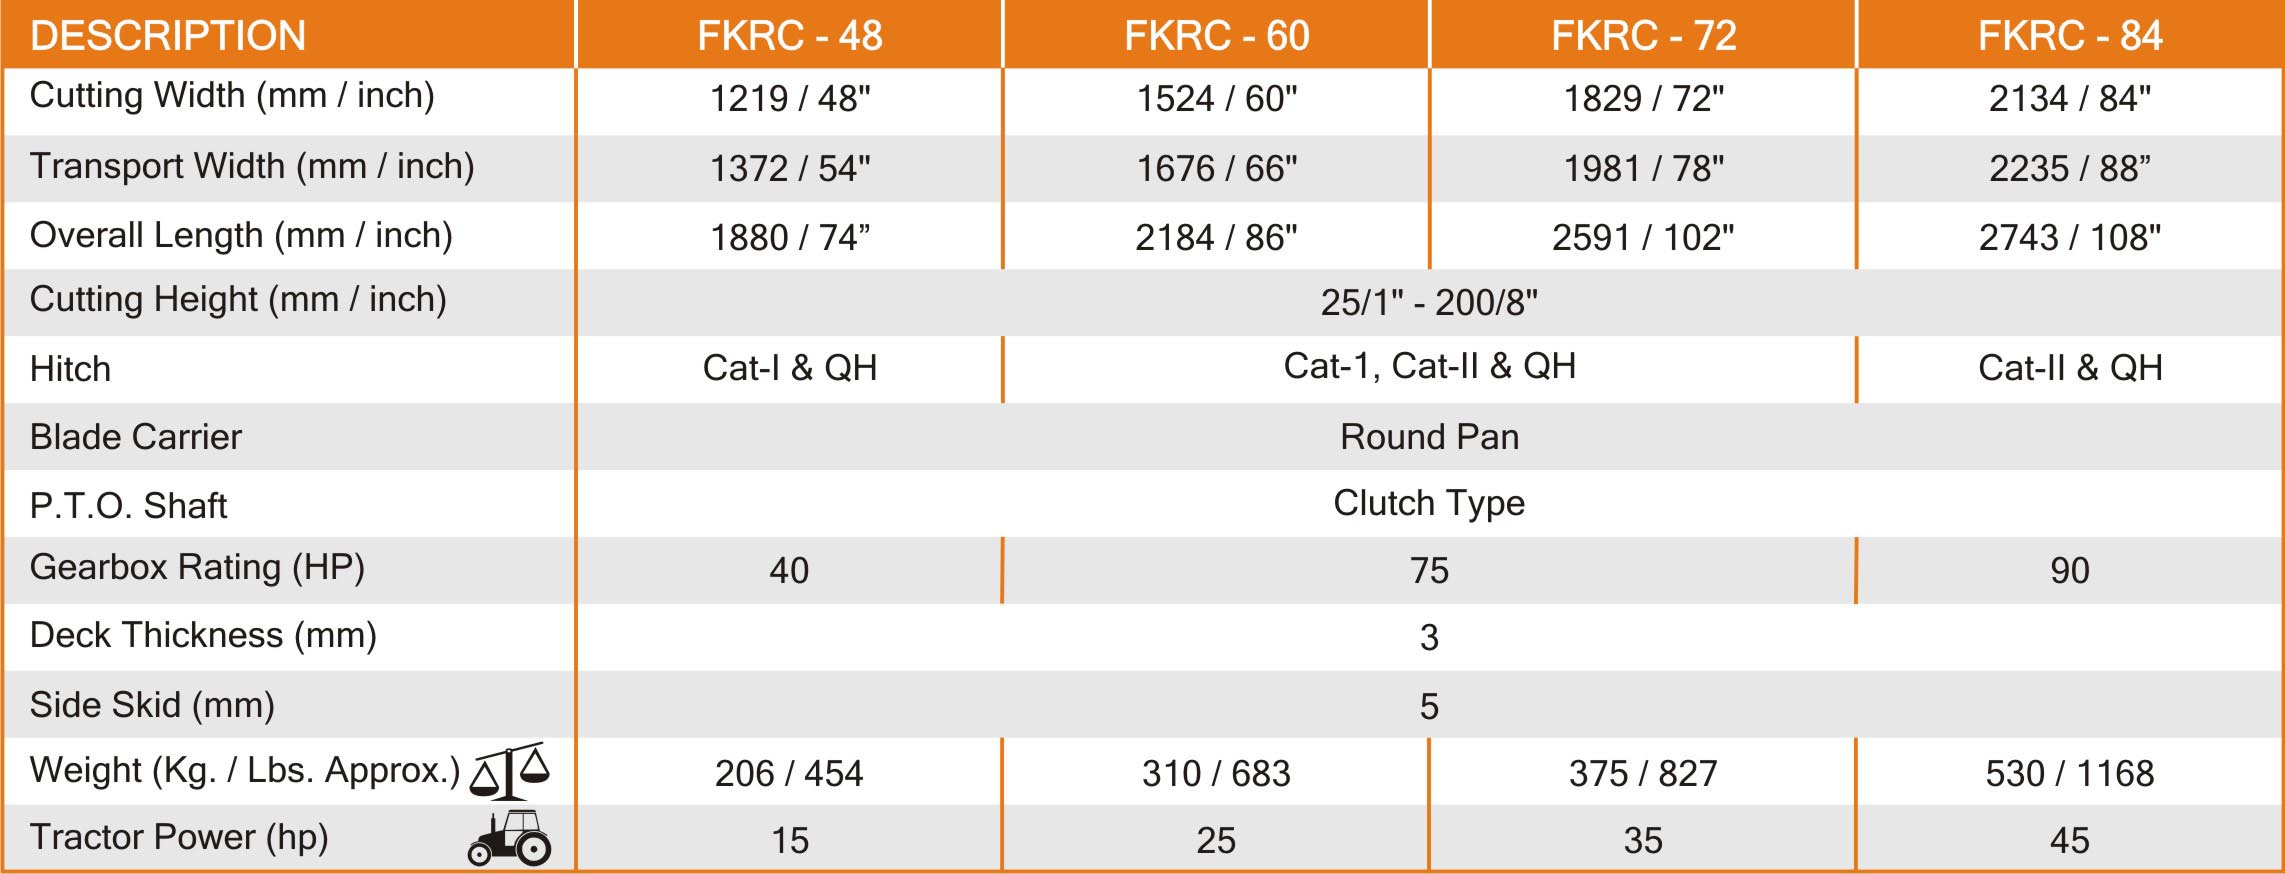 DESCRIPTION FKRC - 48 FKRC - 60 FKRC - 72 FKRC - 84
Cutting Width (mm / inch) 1219 / 48" 1524 / 60" 1829 / 72" 2134 / 84"
Transport Width (mm / inch) 1372 / 54" 1676 / 66" 1981 / 78" 2235 / 88”
Overall Length (mm / inch) 1880 / 74” 2184 / 86" 2591 / 102" 2743 / 108"
Cutting Height (mm / inch) 25/1" - 200/8"
Hitch Cat-I & QH Cat-1, Cat-II & QH Cat-II & QH
Blade Carrier Round Pan
P.T.O. Shaft Clutch Type
Gearbox Rating (HP) 40 75 90
Deck Thickness (mm) 3
Side Skid (mm) 5
Weight (Kg. / Lbs. Approx.) 206 / 454 310 / 683 375 / 827 530 / 1168
Tractor Power (hp) 15 25 35 45